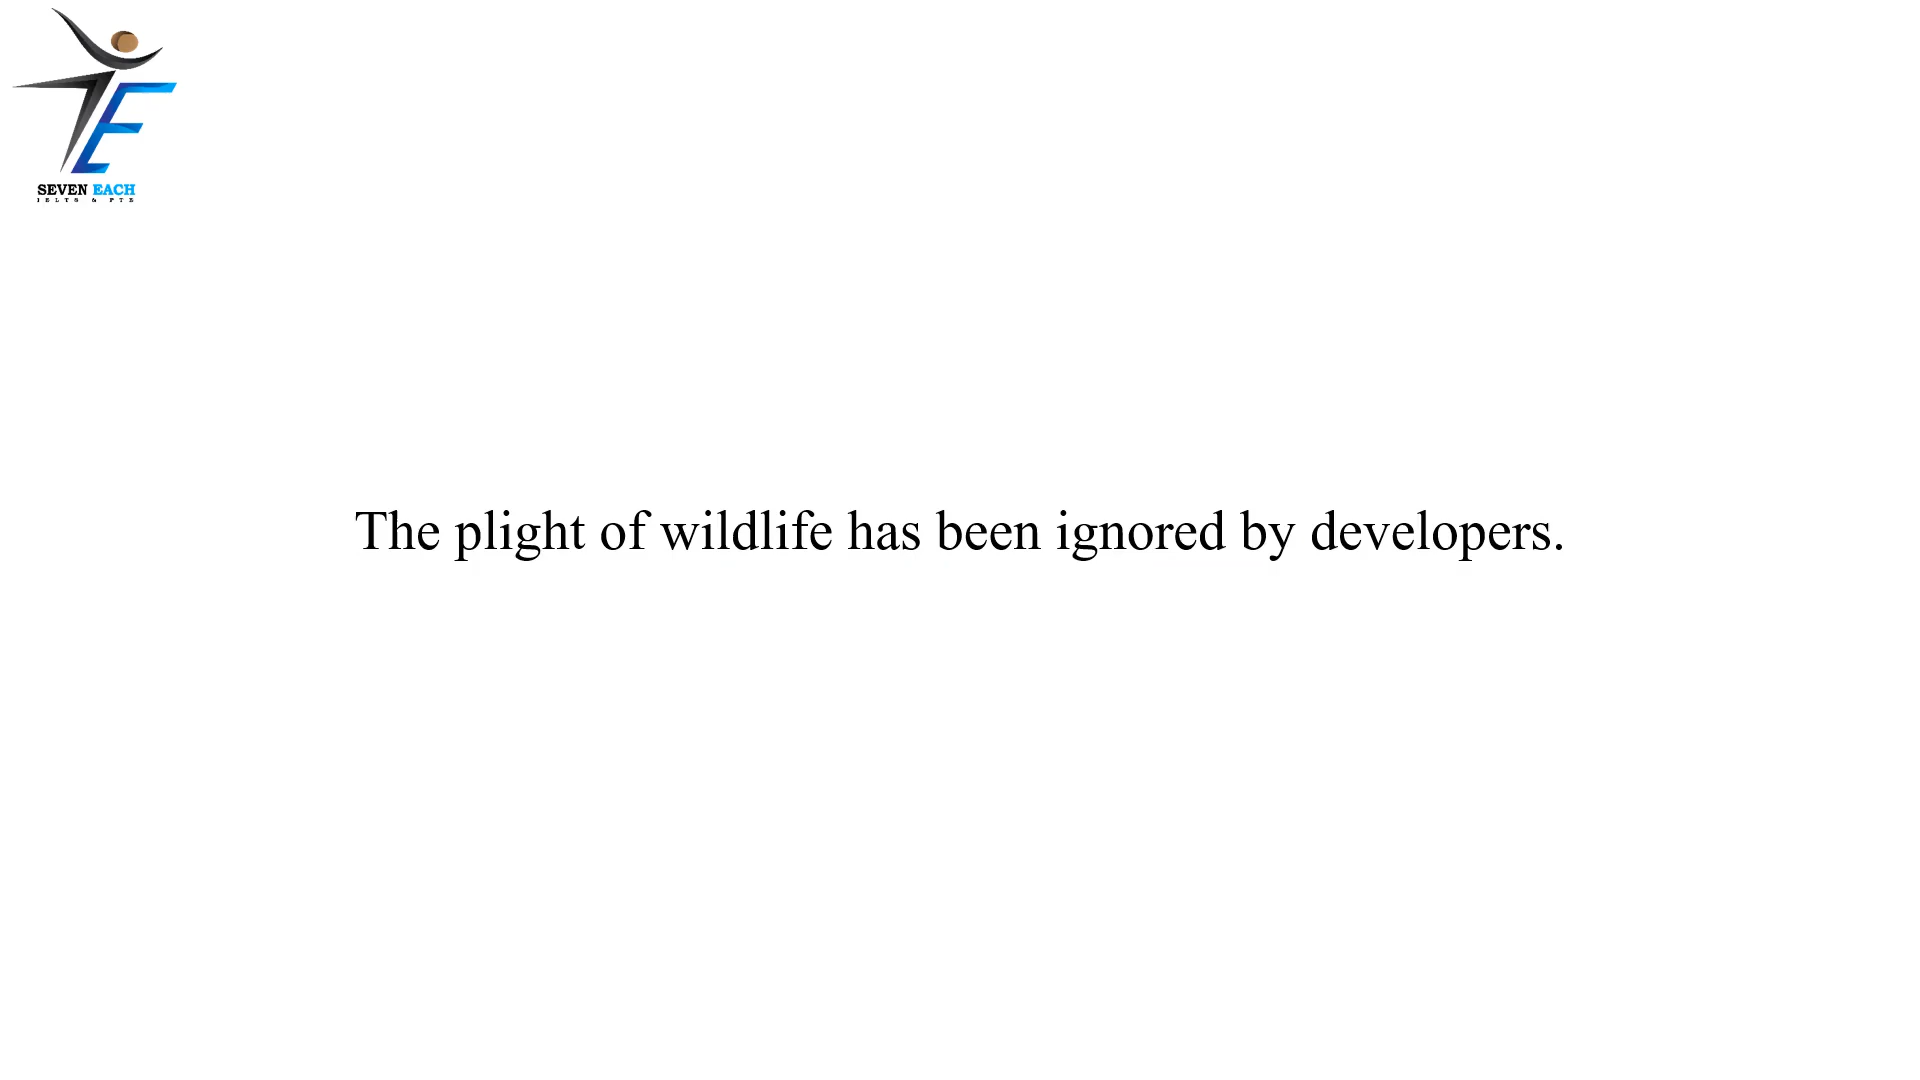 SEVEN EACH
IELTS & PTE
The plight of wildlife has been ignored by developers.